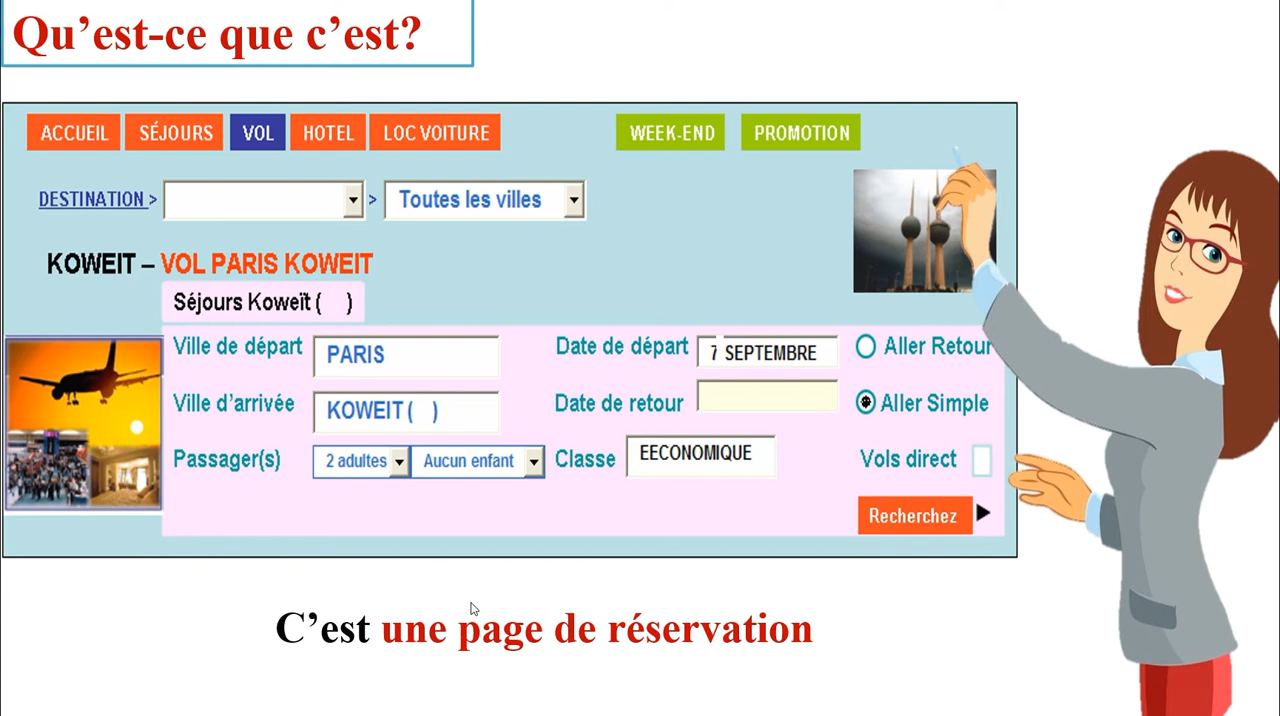 Qu’est-ce que c’est?
ACCUEIL SÉJOURS VOL HOTEL LOC VOITURE WEEK-END PROMOTION
DESTINATION > > Toutes les villes
KOWEIT – VOL PARIS KOWEIT
Séjours Koweït ( )
Ville de départ PARIS Date de départ 7 SEPTEMBRE Aller Retour
Ville d’arrivée KOWEIT ( ) Date de retour Aller Simple
Passager(s) 2 adultes Aucun enfant Classe EECONOMIQUE Vols direct
Recherchez
C’est une page de réservation